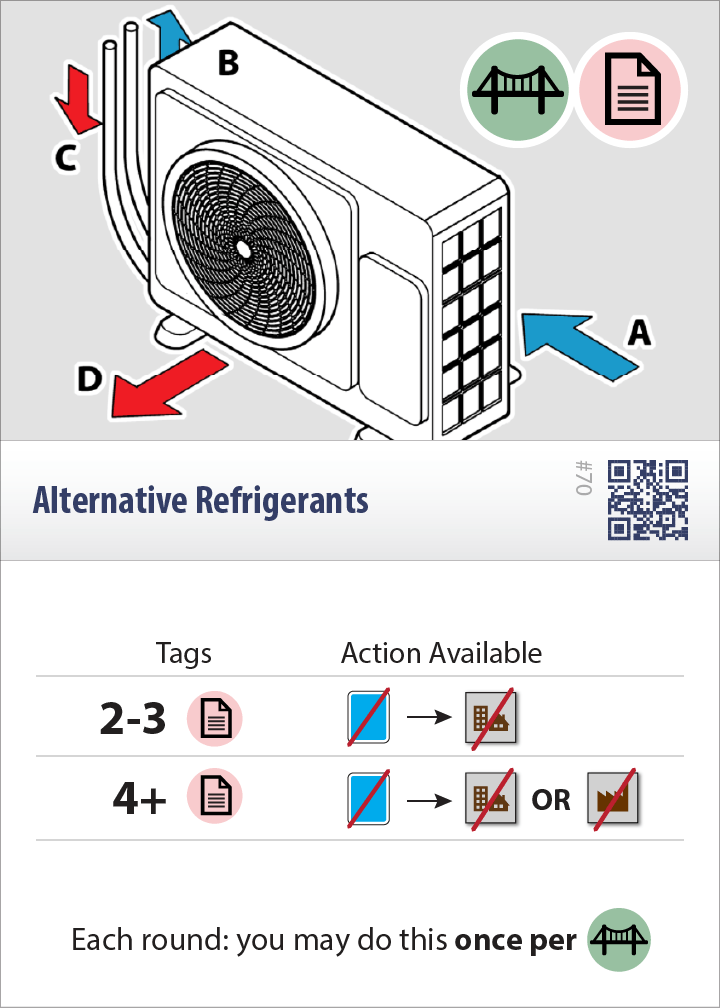 B
C
A
D
Alternative Refrigerants
#70
Tags Action Available
2-3
4+ OR
Each round: you may do this once per